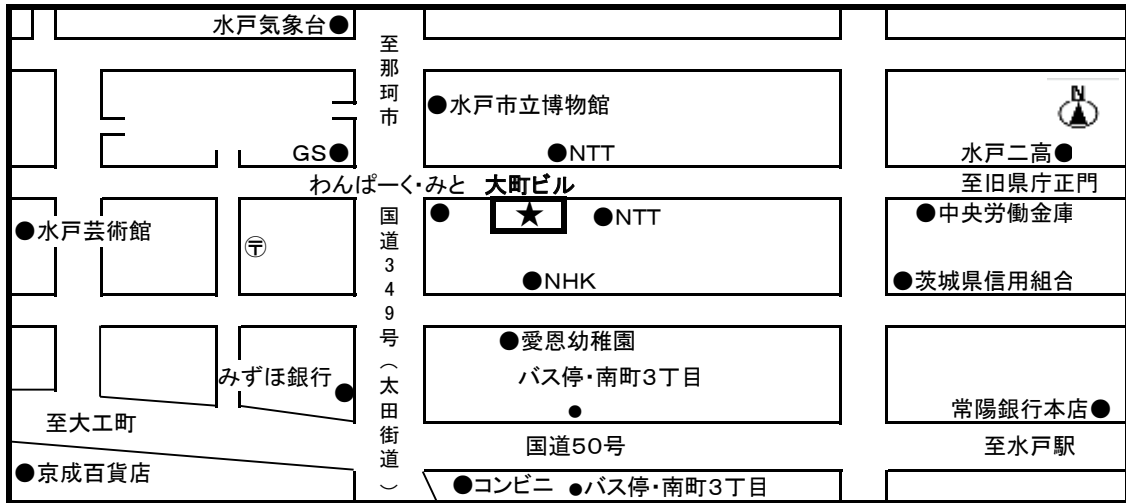 水戸気象台●
至那珂市
●水戸市立博物館
N
GS●
●NTT
水戸二高●
わんぱーく・みと 大町ビル
至旧県庁正門
●水戸芸術館
〒
国道349号(太田街道)
★
●NTT
●中央労働金庫
●NHK
●茨城県信用組合
●愛恩幼稚園
みずほ銀行
バス停・南町3丁目
至大工町
常陽銀行本店●
国道50号
至水戸駅
●京成百貨店
●コンビニ ●バス停・南町3丁目